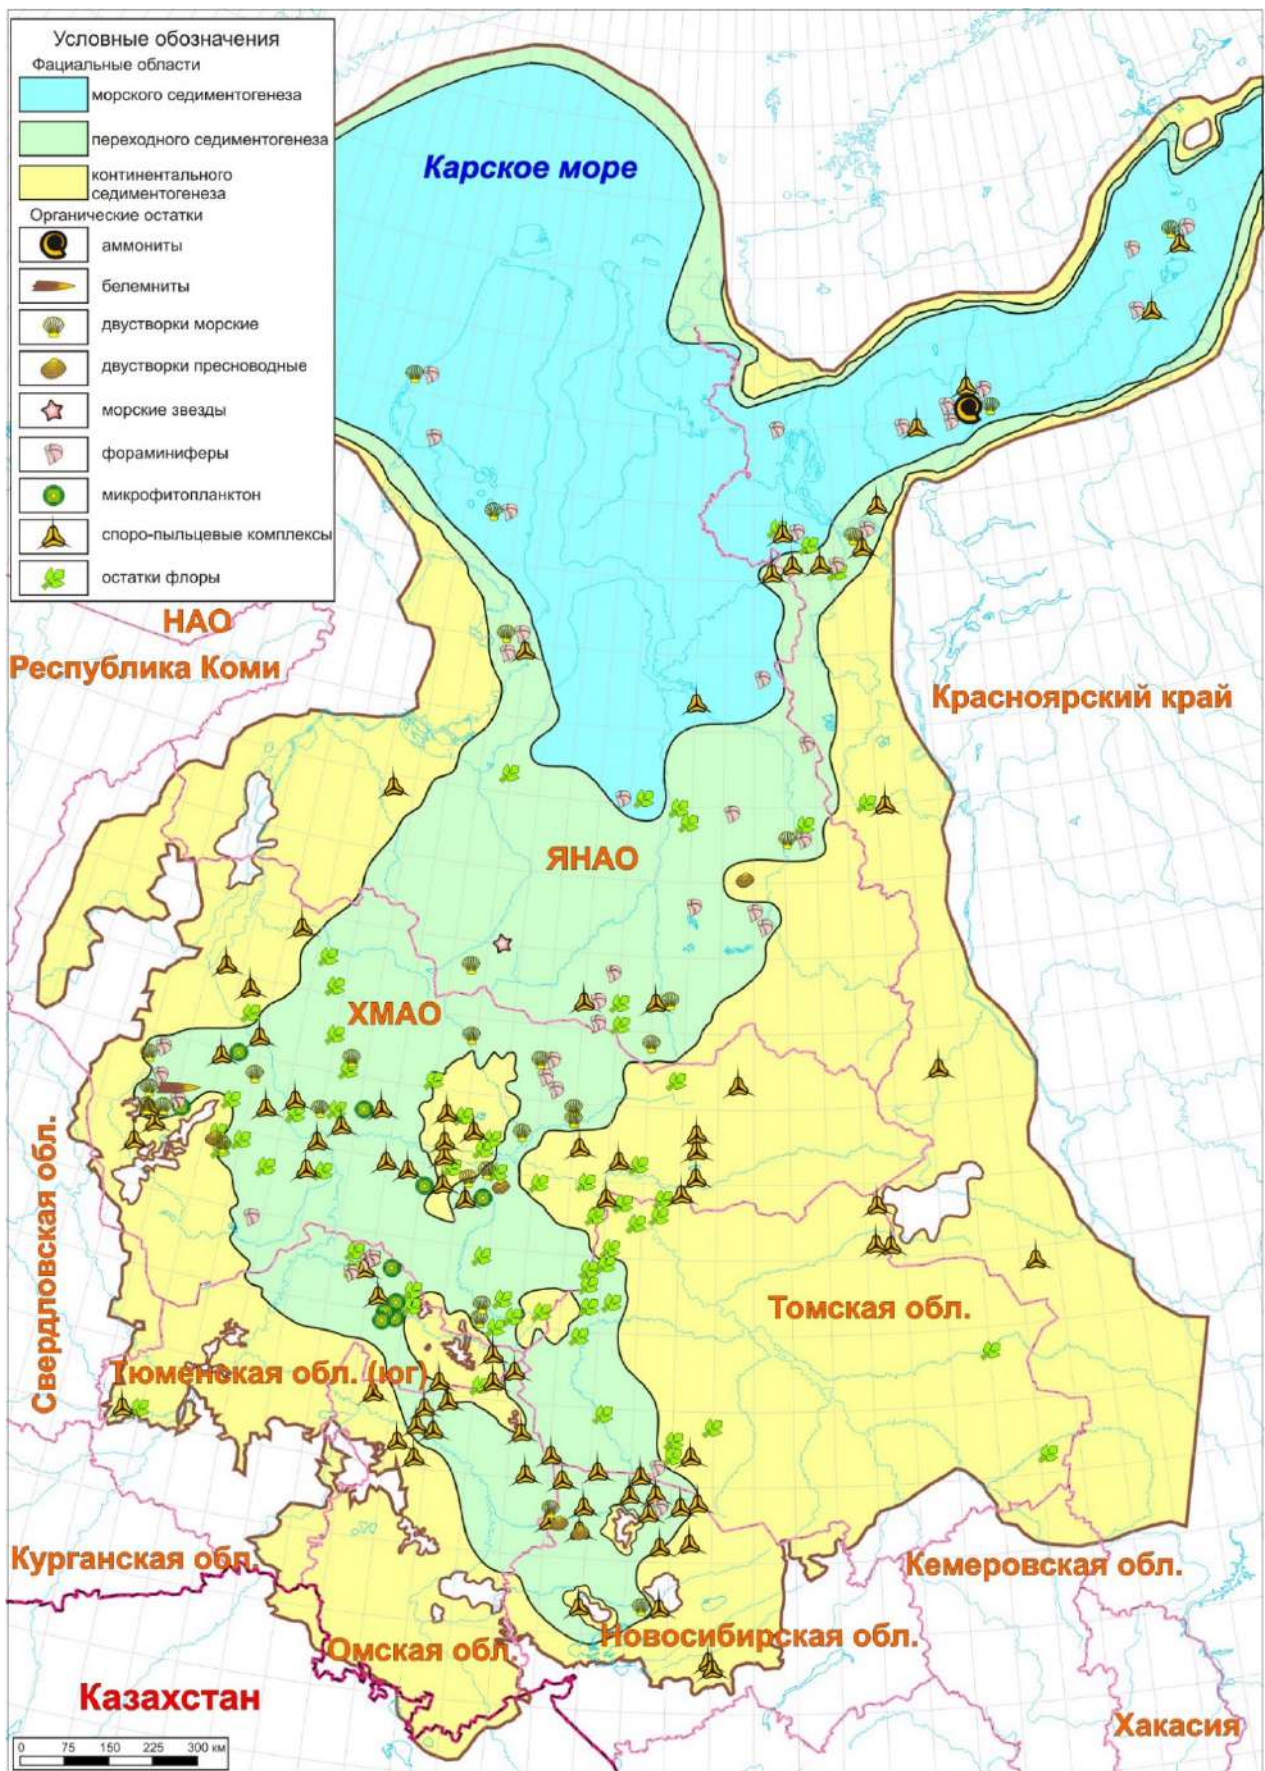 Условные обозначения
Фациальные области
морского седиментогенеза
переходного седиментогенеза
континентального
седиментогенеза
Органические остатки
аммониты
белемниты
двустворки морские
двустворки пресноводные
морские звезды
фораминиферы
микрофитопланктон
споро-пыльцевые комплексы
остатки флоры
Карское море
НАО
Республика Коми
Красноярский край
ЯНАО
ХМАО
Свердловская обл.
Томская обл.
Тюменская обл. (юг)
Курганская обл.
Кемеровская обл.
Омская обл.
Новосибирская обл.
Казахстан
Хакасия
0 75 150 225 300 км